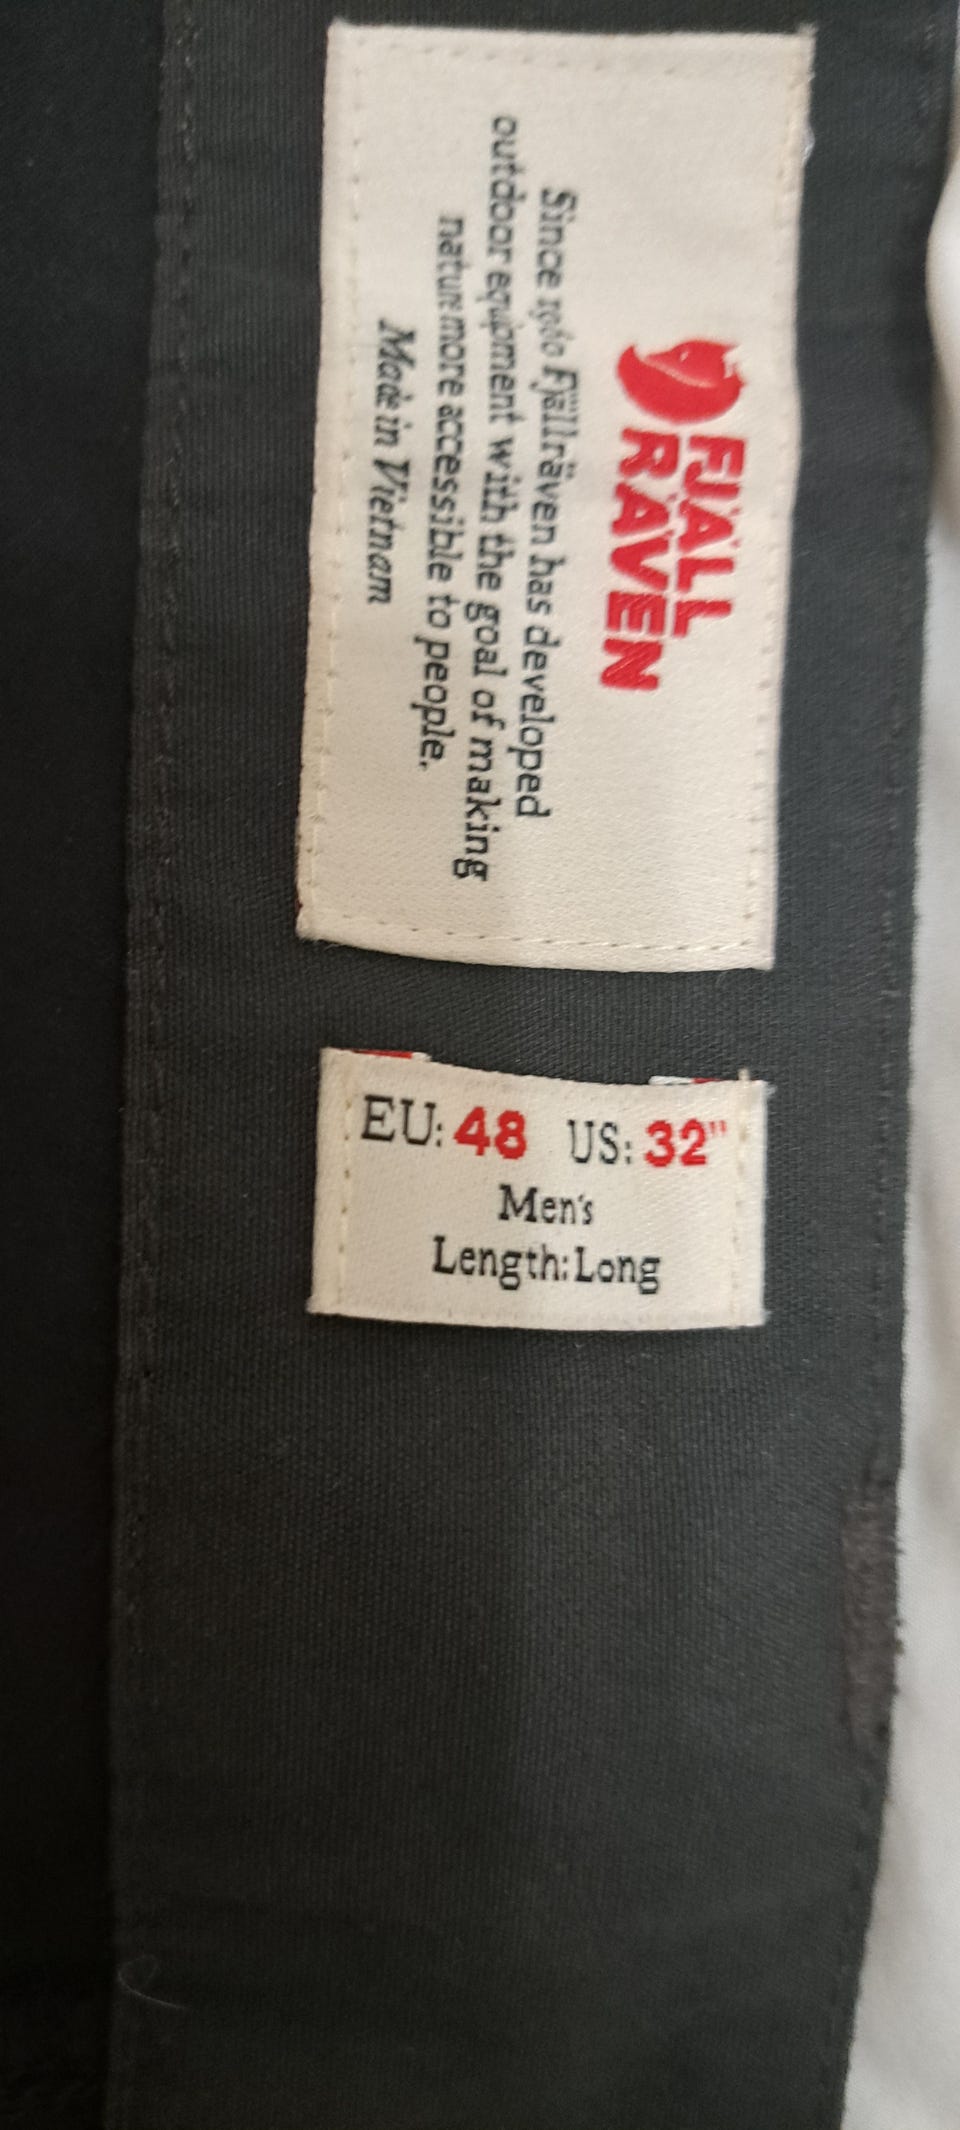 FJÄLL
RÄVEN
Since 1960 Fjällräven has developed
outdoor equipment with the goal of making
nature more accessible to people.
Made in Vietnam
EU: 48 US: 32"
Men's
Length: Long